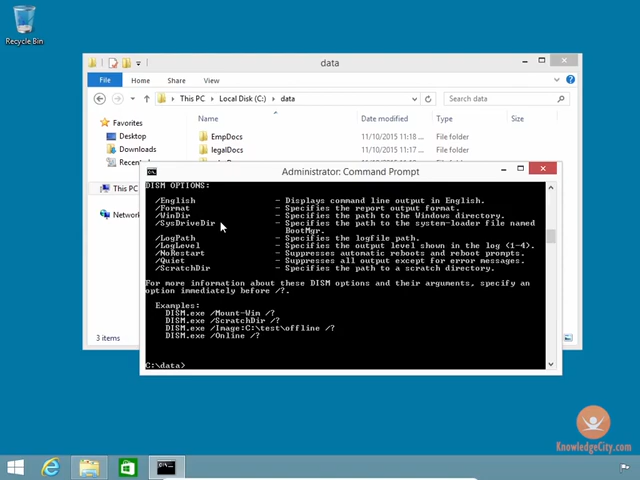 Recycle Bin
data
File Home Share View
This PC Local Disk (C:) data Search data
Name Date modified Type Size
Favorites
Desktop
Downloads
Recent
This PC
Network
EmpDocs 11/10/2015 11:18 ... File folder
legalDocs 11/10/2015 11:21 ... File folder
3 items
Administrator: Command Prompt
DISM OPTIONS:
/English - Displays command line output in English.
/Format - Specifies the report output format.
/WinDir - Specifies the path to the Windows directory.
/SysDriveDir - Specifies the path to the system-loader file named
BootMgr.
/LogPath - Specifies the logfile path.
/LogLevel - Specifies the output level shown in the log (1-4).
/NoRestart - Suppresses automatic reboots and reboot prompts.
/Quiet - Suppresses all output except for error messages.
/ScratchDir - Specifies the path to a scratch directory.
For more information about these DISM options and their arguments, specify an
option immediately before /?.
Examples:
DISM.exe /Mount-Wim /?
DISM.exe /ScratchDir /?
DISM.exe /Image:C:\test\offline /?
DISM.exe /Online /?
C:\data>
KnowledgeCity.com